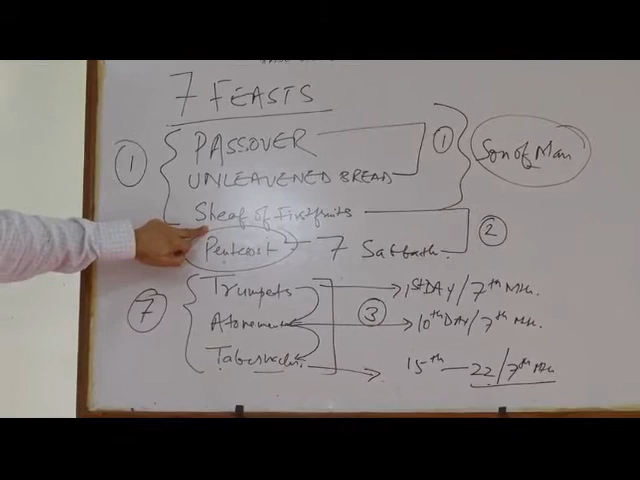 7 FEASTS
① PASSOVER ① Son of Man
UNLEAVENED BREAD
Sheaf of Firstfruits ②
Pentecost 7 Sabbath
⑦ Trumpets 1st DAY / 7th Mth.
Atonement ③ 10th DAY / 7th Mth.
15th — 22 / 7th Mth